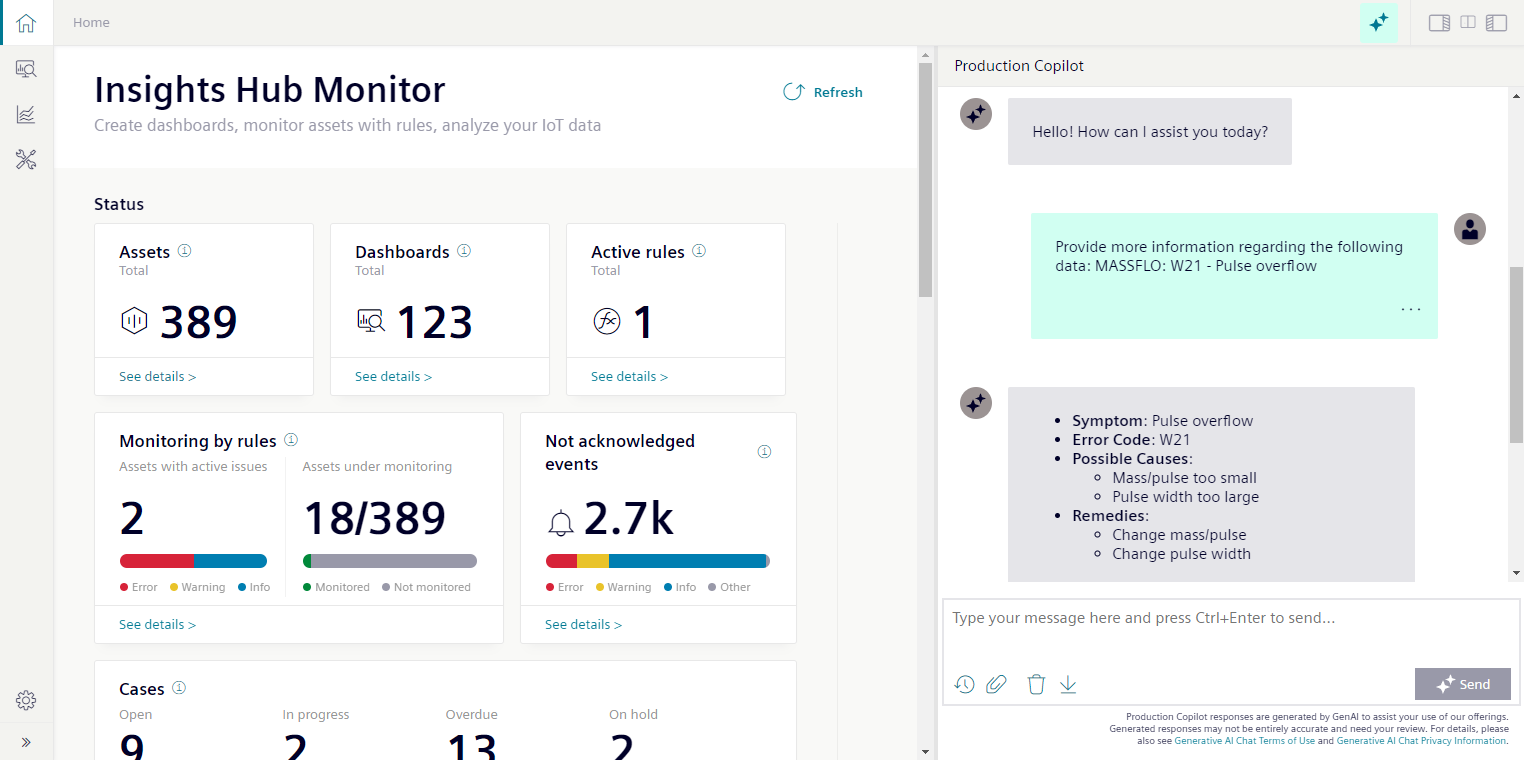 Home
Insights Hub Monitor
Refresh
Create dashboards, monitor assets with rules, analyze your IoT data
Status
Assets
Total
389
See details >
Dashboards
Total
123
See details >
Active rules
Total
1
See details >
Monitoring by rules
Assets with active issues
2
Error Warning Info
Assets under monitoring
18/389
Monitored Not monitored
See details >
Not acknowledged
events
2.7k
Error Warning Info Other
See details >
Cases
Open
9
In progress
2
Overdue
13
On hold
2
Production Copilot
Hello! How can I assist you today?
Provide more information regarding the following
data: MASSFLO: W21 - Pulse overflow
...
• Symptom: Pulse overflow
• Error Code: W21
• Possible Causes:
◦ Mass/pulse too small
◦ Pulse width too large
• Remedies:
◦ Change mass/pulse
◦ Change pulse width
Type your message here and press Ctrl+Enter to send...
Send
Production Copilot responses are generated by GenAI to assist your use of our offerings.
Generated responses may not be entirely accurate and need your review. For details, please
also see Generative AI Chat Terms of Use and Generative AI Chat Privacy Information.